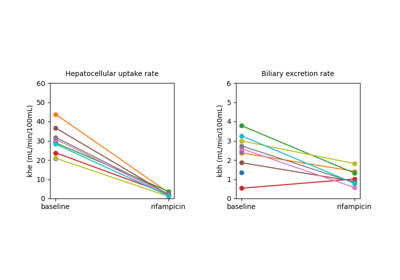 Hepatocellular uptake rate
khe (mL/min/100mL)
60
50
40
30
20
10
0
baseline
rifampicin
Biliary excretion rate
kbh (mL/min/100mL)
6
5
4
3
2
1
0
baseline
rifampicin